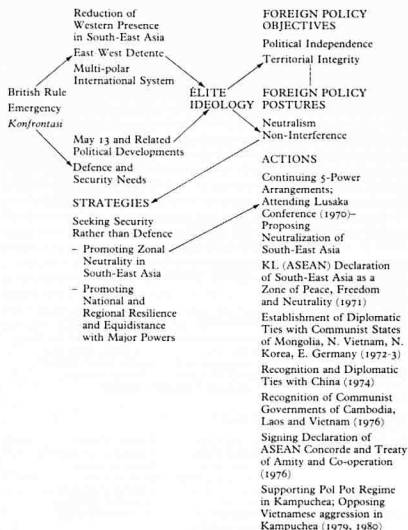 Reduction of
Western Presence
in South-East Asia
East West Detente
Multi-polar
International System
British Rule
Emergency
Konfrontasi
May 13 and Related
Political Developments
Defence and
Security Needs
ÉLITE
IDEOLOGY
FOREIGN POLICY
OBJECTIVES
Political Independence
Territorial Integrity
FOREIGN POLICY
POSTURES
Neutralism
Non-Interference
STRATEGIES
Seeking Security
Rather than Defence
– Promoting Zonal
Neutrality in
South-East Asia
– Promoting
National and
Regional Resilience
and Equidistance
with Major Powers
ACTIONS
Continuing 5-Power
Arrangements;
Attending Lusaka
Conference (1970)–
Proposing
Neutralization of
South-East Asia
KL (ASEAN) Declaration
of South-East Asia as a
Zone of Peace, Freedom
and Neutrality (1971)
Establishment of Diplomatic
Ties with Communist States
of Mongolia, N. Vietnam, N.
Korea, E. Germany (1972-3)
Recognition and Diplomatic
Ties with China (1974)
Recognition of Communist
Governments of Cambodia,
Laos and Vietnam (1976)
Signing Declaration of
ASEAN Concorde and Treaty
of Amity and Co-operation
(1976)
Supporting Pol Pot Regime
in Kampuchea; Opposing
Vietnamese aggression in
Kampuchea (1979, 1980)